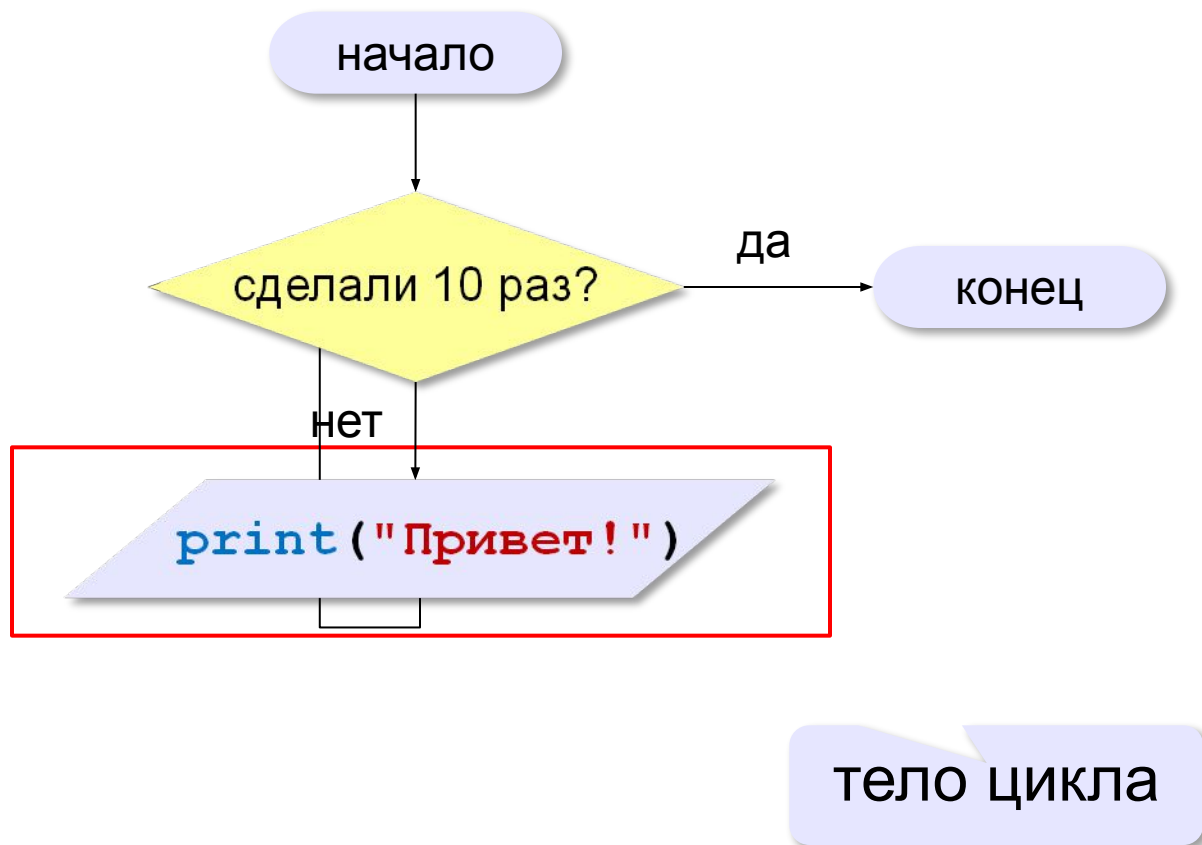 начало
сделали 10 раз?
да
конец
нет
print("Привет!")
тело цикла